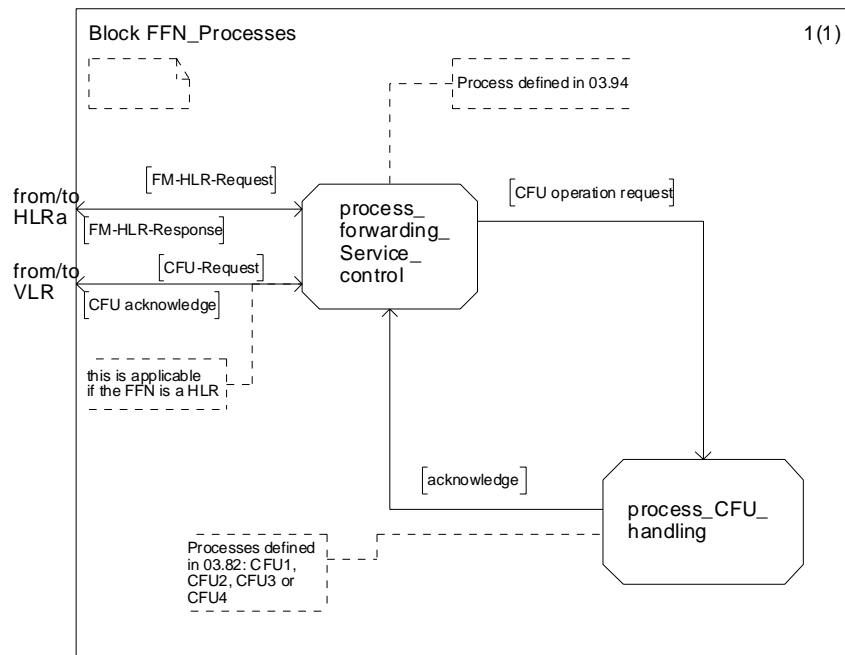 Block FFN_Processes
1(1)
Process defined in 03.94
from/to
HLRa
[FM-HLR-Request]
[FM-HLR-Response]
process_
forwarding_
Service_
control
[CFU operation request]
from/to
VLR
[CFU-Request]
[CFU acknowledge]
this is applicable
if the FFN is a HLR
[acknowledge]
process_CFU_
handling
Processes defined
in 03.82: CFU1,
CFU2, CFU3 or
CFU4